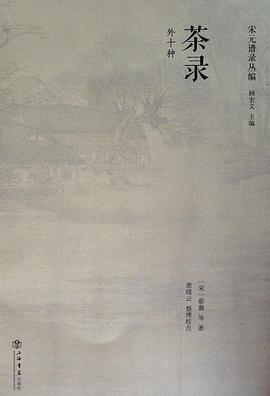 宋元谱录丛编
顾宏义 主编
茶录
外十种
〔宋〕蔡襄 等 著
唐晓云 整理校点
上海书店
出版社